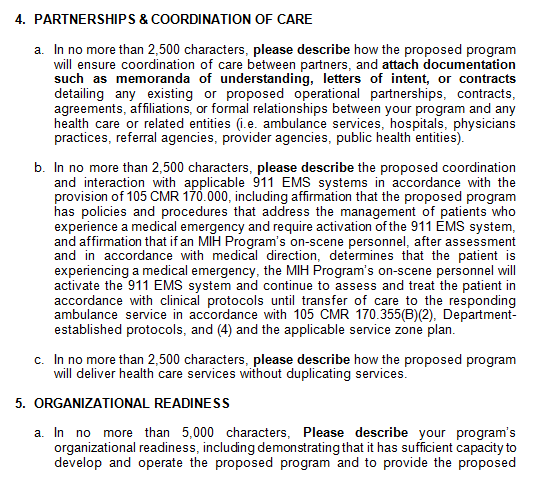 4. PARTNERSHIPS & COORDINATION OF CARE
a. In no more than 2,500 characters, please describe how the proposed program
will ensure coordination of care between partners, and attach documentation
such as memoranda of understanding, letters of intent, or contracts
detailing any existing or proposed operational partnerships, contracts,
agreements, affiliations, or formal relationships between your program and any
health care or related entities (i.e. ambulance services, hospitals, physicians
practices, referral agencies, provider agencies, public health entities).
b. In no more than 2,500 characters, please describe the proposed coordination
and interaction with applicable 911 EMS systems in accordance with the
provision of 105 CMR 170.000, including affirmation that the proposed program
has policies and procedures that address the management of patients who
experience a medical emergency and require activation of the 911 EMS system,
and affirmation that if an MIH Program's on-scene personnel, after assessment
and in accordance with medical direction, determines that the patient is
experiencing a medical emergency, the MIH Program's on-scene personnel will
activate the 911 EMS system and continue to assess and treat the patient in
accordance with clinical protocols until transfer of care to the responding
ambulance service in accordance with 105 CMR 170.355(B)(2), Department-
established protocols, and (4) and the applicable service zone plan.
c. In no more than 2,500 characters, please describe how the proposed program
will deliver health care services without duplicating services.
5. ORGANIZATIONAL READINESS
a. In no more than 5,000 characters, Please describe your program's
organizational readiness, including demonstrating that it has sufficient capacity to
develop and operate the proposed program and to provide the proposed